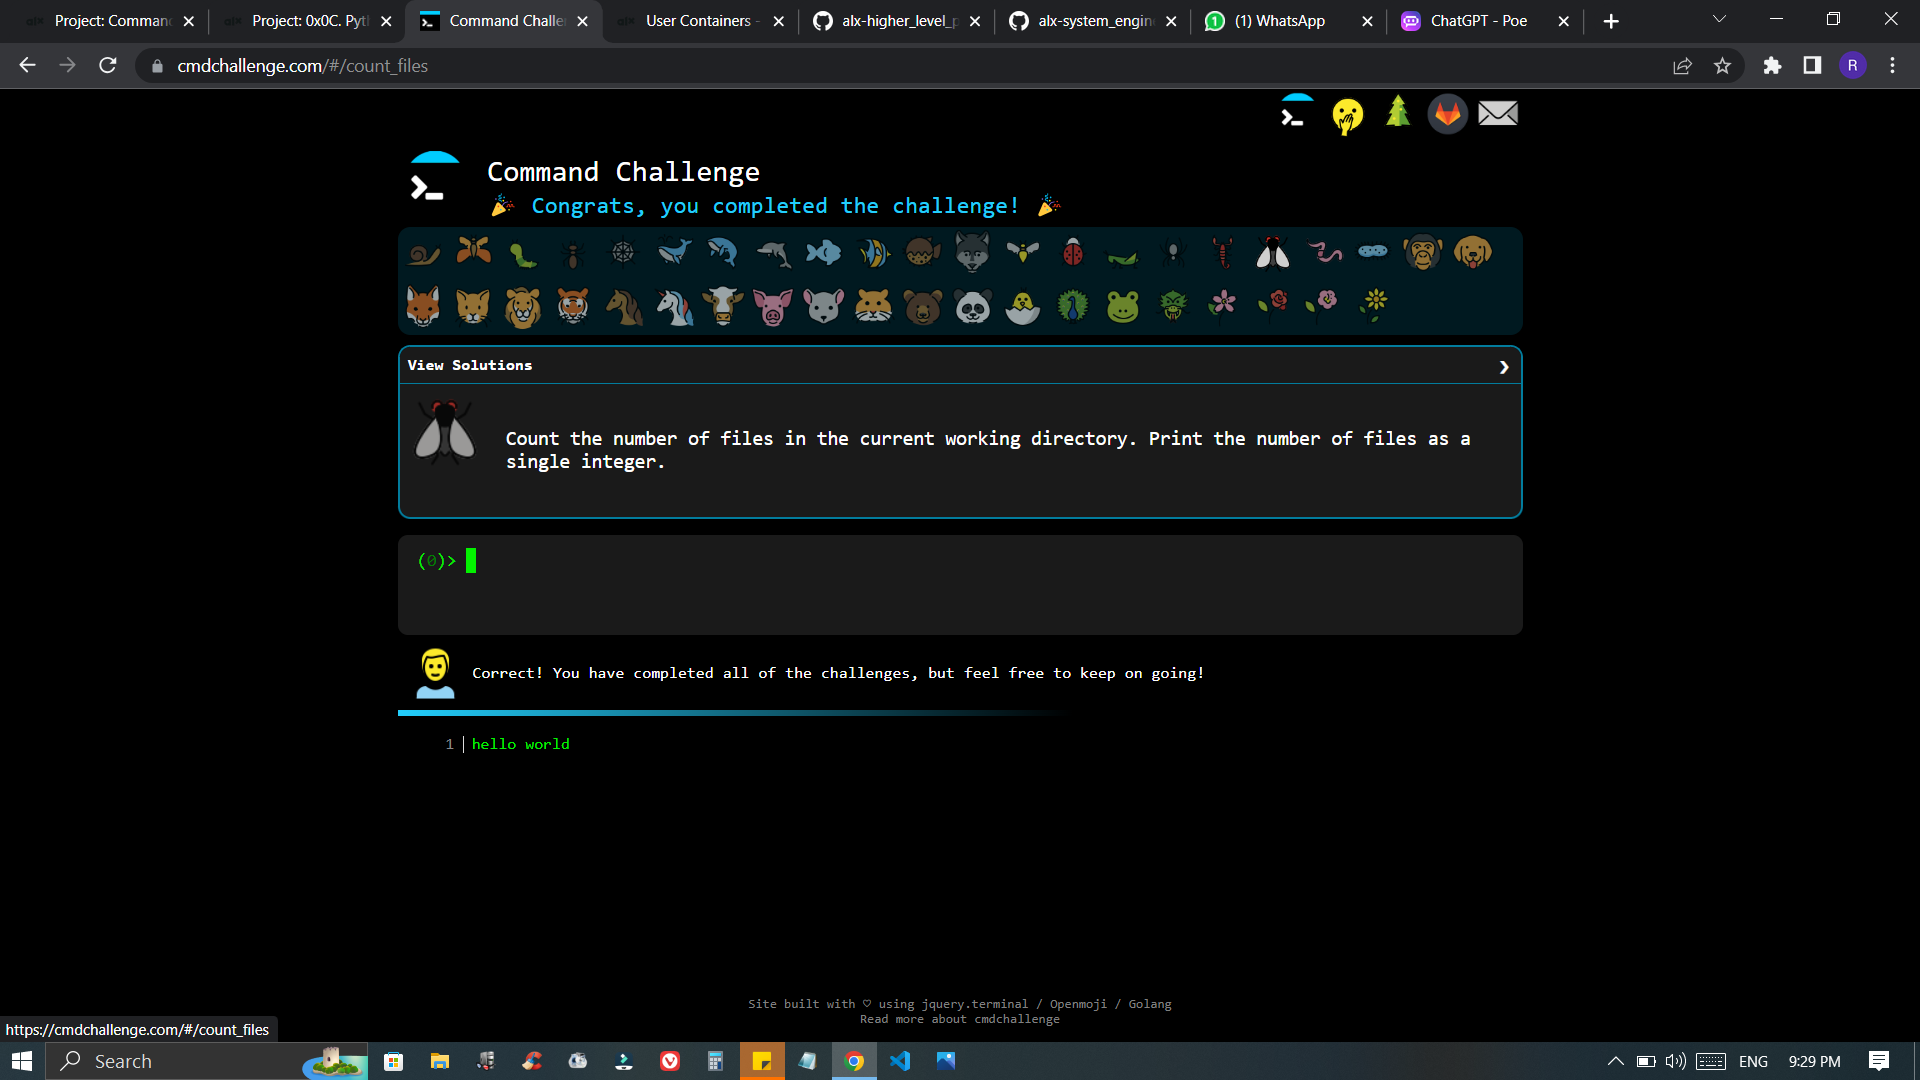 Project: Command
Project: 0x0C. Pyth
Command Challe
User Containers -
alx-higher_level_p
alx-system_engin
(1) WhatsApp
ChatGPT - Poe
cmdchallenge.com/#/count_files
R
Command Challenge
Congrats, you completed the challenge!
View Solutions
Count the number of files in the current working directory. Print the number of files as a
single integer.
(0)>
Correct! You have completed all of the challenges, but feel free to keep on going!
1 hello world
Site built with ♡ using jquery.terminal / Openmoji / Golang
Read more about cmdchallenge
https://cmdchallenge.com/#/count_files
Search
ENG
9:29 PM